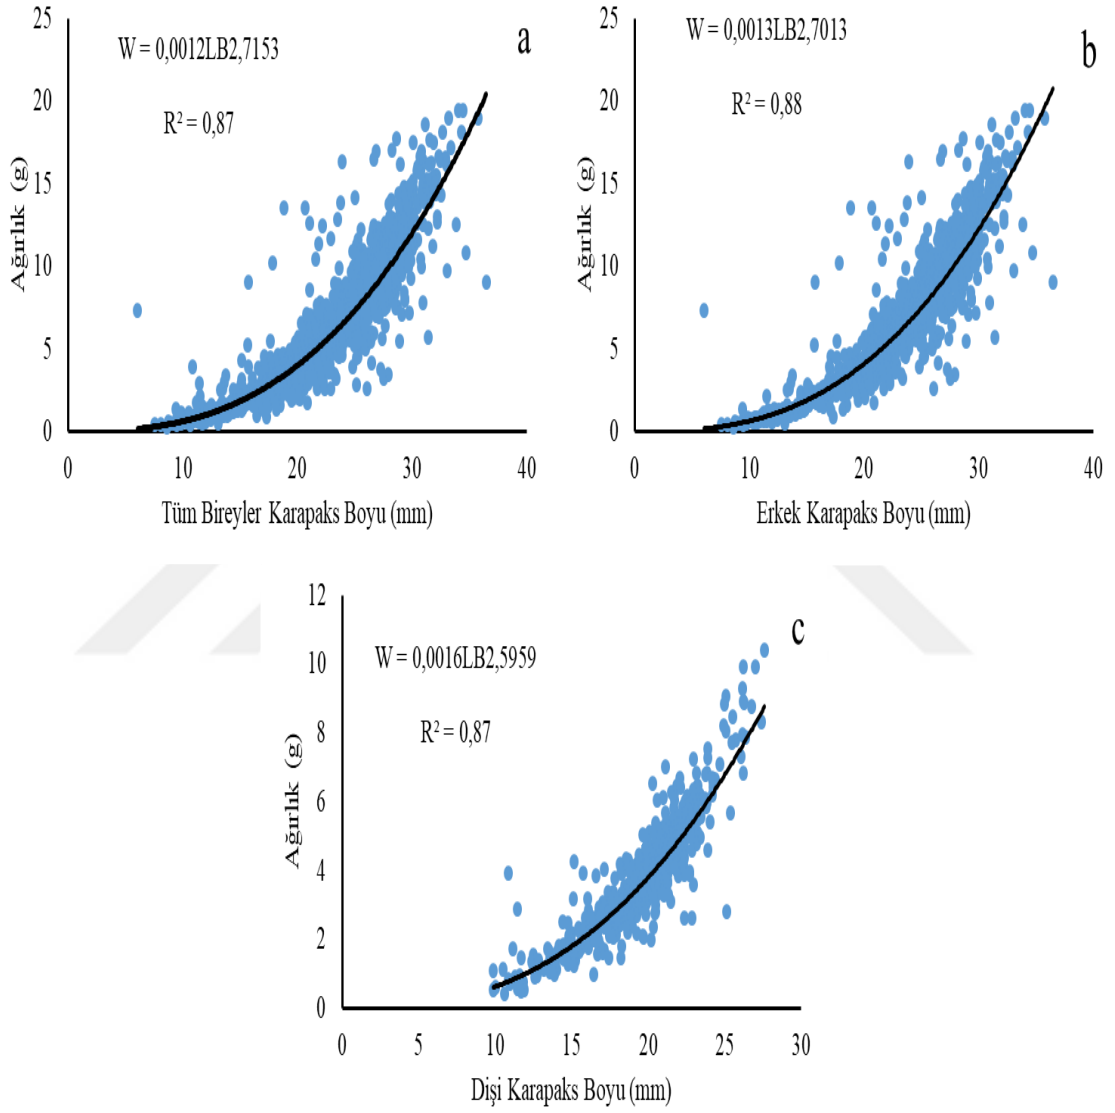 a
W = 0,0012LB2,7153
R² = 0,87
Ağırlık (g)
25
20
15
10
5
0
0 10 20 30 40
Tüm Bireyler Karapaks Boyu (mm)
b
W = 0,0013LB2,7013
R² = 0,88
Ağırlık (g)
25
20
15
10
5
0
0 10 20 30 40
Erkek Karapaks Boyu (mm)
c
W = 0,0016LB2,5959
R² = 0,87
Ağırlık (g)
12
10
8
6
4
2
0
0 5 10 15 20 25 30
Dişi Karapaks Boyu (mm)